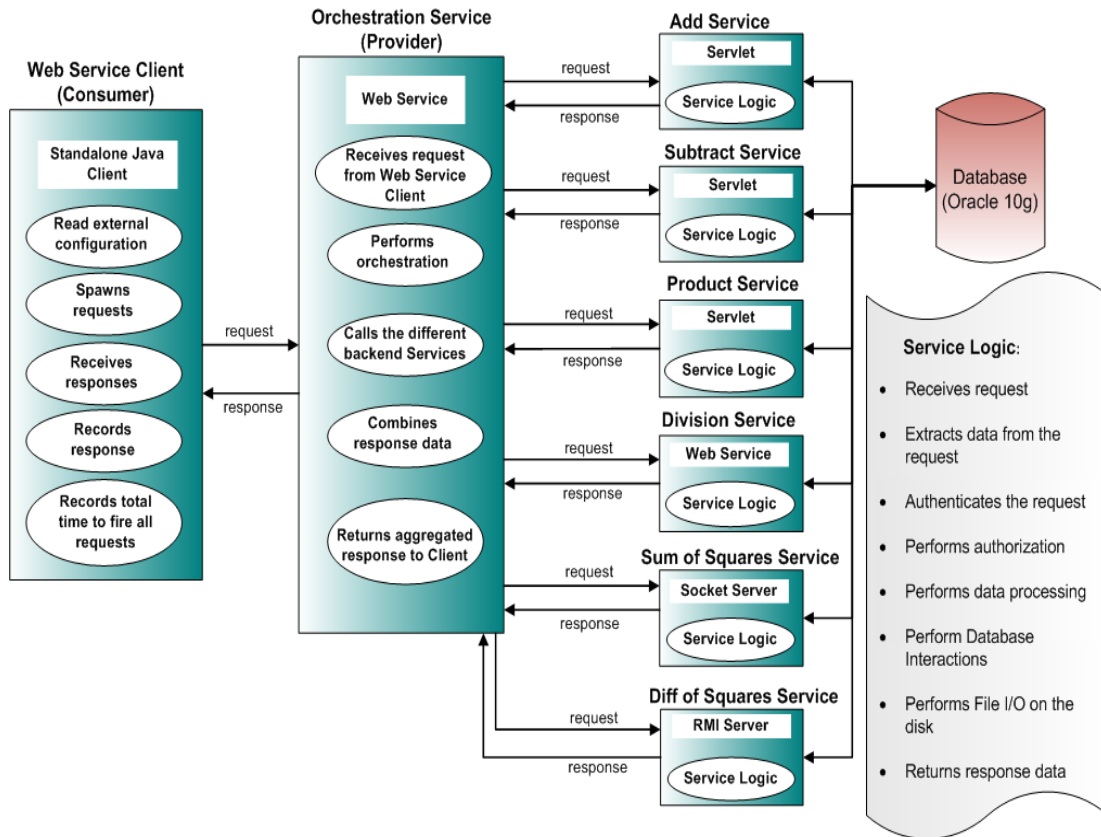 Web Service Client
(Consumer)
Standalone Java
Client
Read external
configuration
Spawns
requests
Receives
responses
Records
response
Records total
time to fire all
requests
request
response
Orchestration Service
(Provider)
Web Service
Receives request
from Web Service
Client
Performs
orchestration
Calls the different
backend Services
Combines
response data
Returns aggregated
response to Client
request
response
Add Service
Servlet
Service Logic
request
response
Subtract Service
Servlet
Service Logic
request
response
Product Service
Servlet
Service Logic
request
response
Division Service
Web Service
Service Logic
request
response
Sum of Squares Service
Socket Server
Service Logic
request
response
Diff of Squares Service
RMI Server
Service Logic
Database
(Oracle 10g)
Service Logic:
• Receives request
• Extracts data from the
request
• Authenticates the request
• Performs authorization
• Performs data processing
• Perform Database
Interactions
• Performs File I/O on the
disk
• Returns response data